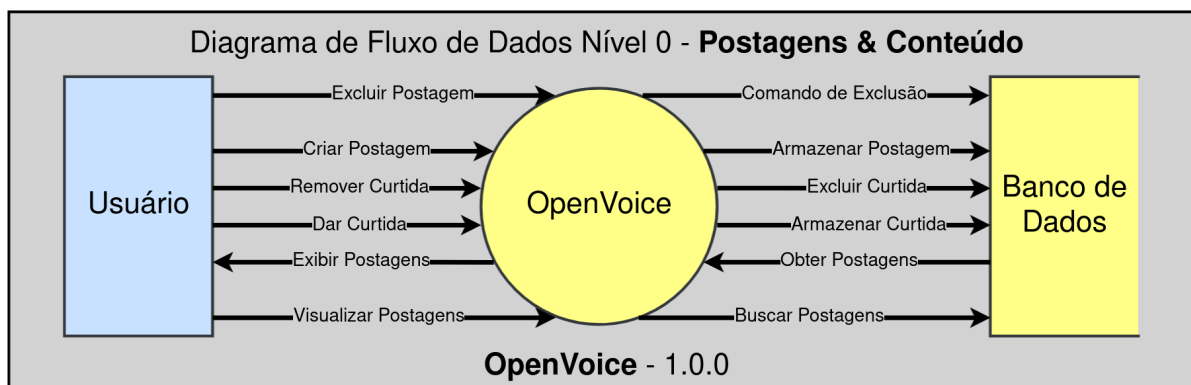 Diagrama de Fluxo de Dados Nível 0 - Postagens & Conteúdo
Excluir Postagem
Comando de Exclusão
Criar Postagem
Armazenar Postagem
Remover Curtida
Excluir Curtida
Usuário
OpenVoice
Banco de
Dados
Dar Curtida
Armazenar Curtida
Exibir Postagens
Obter Postagens
Visualizar Postagens
Buscar Postagens
OpenVoice - 1.0.0